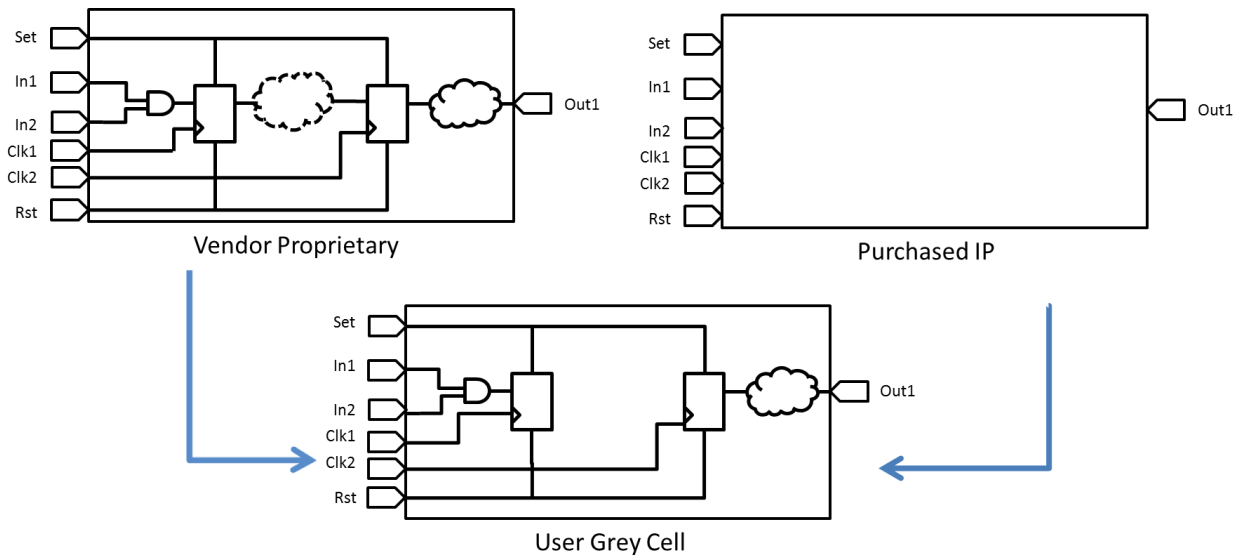 Set
In1
In2
Clk1
Clk2
Rst
Out1
Vendor Proprietary
Set
In1
In2
Clk1
Clk2
Rst
Out1
Purchased IP
Set
In1
In2
Clk1
Clk2
Rst
Out1
User Grey Cell